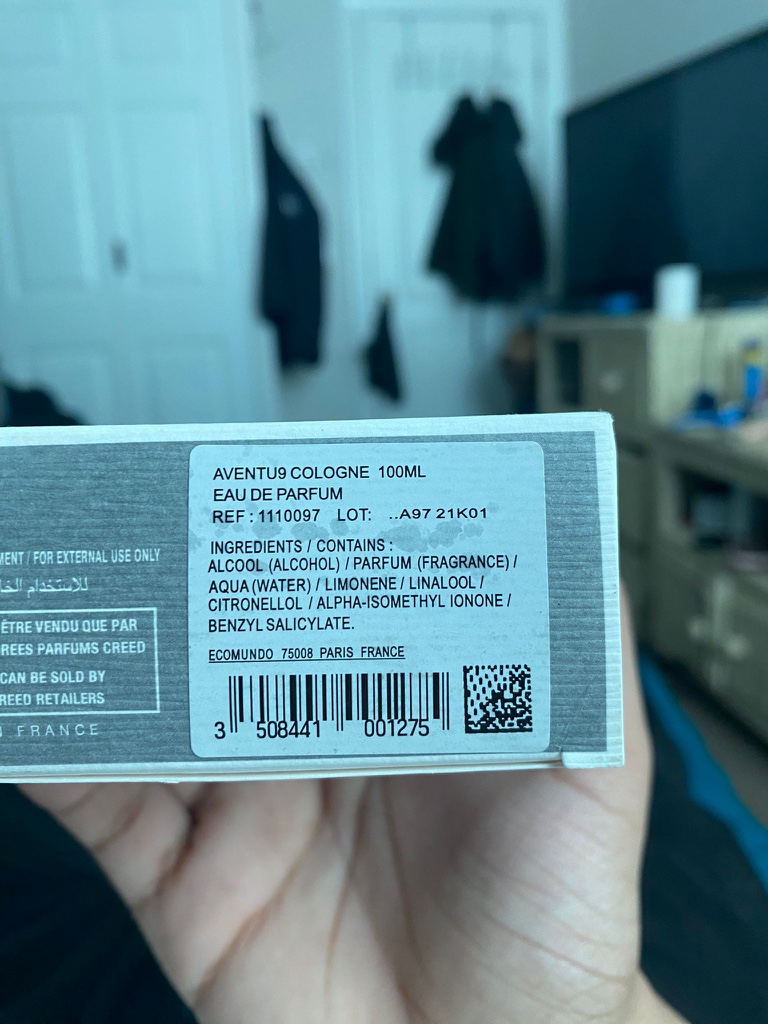 AVENTU9 COLOGNE 100ML
EAU DE PARFUM
REF : 1110097 LOT: ..A97 21K01
INGREDIENTS / CONTAINS :
ALCOOL (ALCOHOL) / PARFUM (FRAGRANCE) /
AQUA (WATER) / LIMONENE / LINALOOL /
CITRONELLOL / ALPHA-ISOMETHYL IONONE /
BENZYL SALICYLATE.
ECOMUNDO 75008 PARIS FRANCE
3 508441 001275
/ FOR EXTERNAL USE ONLY
للاستخدام
ÊTRE VENDU QUE PAR
PARFUMS CREED
CAN BE SOLD BY
RETAILERS
FRANCE